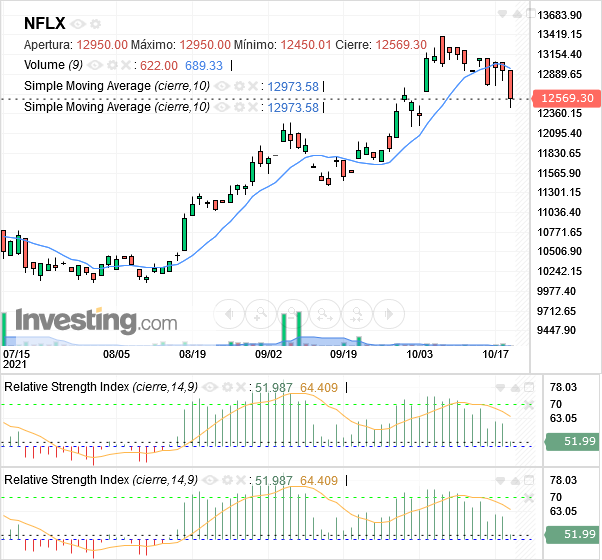 NFLX
Apertura: 12950.00 Máximo: 12950.00 Mínimo: 12450.01 Cierre: 12569.30
Volume (9) : 622.00 689.33
Simple Moving Average (cierre,10) : 12973.58
Simple Moving Average (cierre,10) : 12973.58
13683.90
13419.15
13154.40
12889.65
12569.30
12360.15
12095.40
11830.65
11565.90
11301.15
11036.40
10771.65
10506.90
10242.15
9977.40
9712.65
9447.90
Investing.com
07/15 08/05 08/19 09/02 09/19 10/03 10/17
2021
Relative Strength Index (cierre,14,9) : 51.987 64.409
78.03
70
63.05
51.99
Relative Strength Index (cierre,14,9) : 51.987 64.409
78.03
70
63.05
51.99